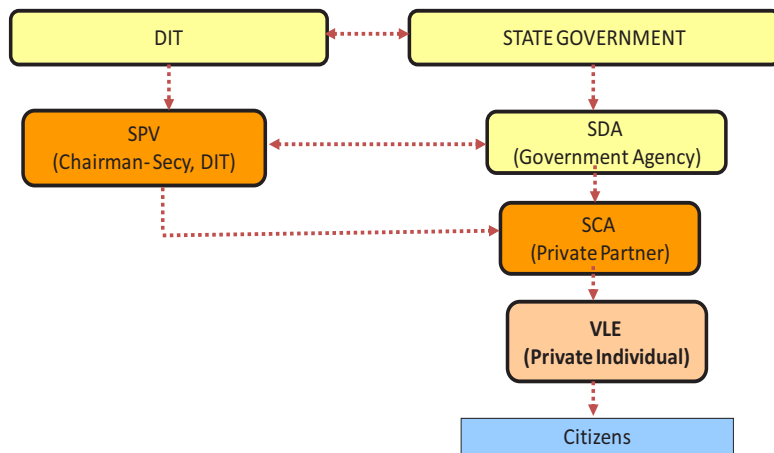 DIT
STATE GOVERNMENT
SPV
(Chairman- Secy, DIT)
SDA
(Government Agency)
SCA
(Private Partner)
VLE
(Private Individual)
Citizens